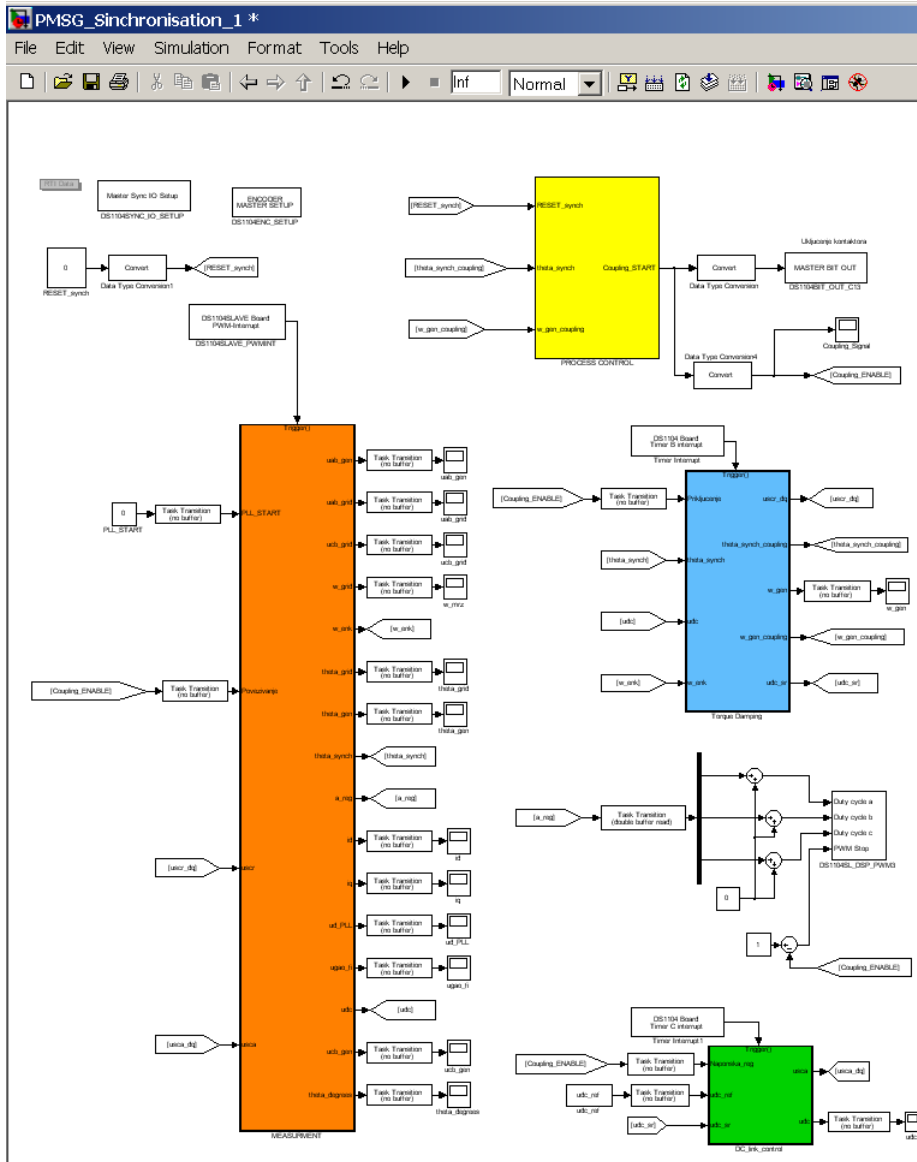 PMSG_Sinchronisation_1 *
File Edit View Simulation Format Tools Help
Inf Normal
RTI Data
Master Sync I/O Setup
DS1104SYNC_IO_SETUP
ENCODER
MASTER SETUP
DS1104ENC_SETUP
0
RESET_synch
Convert
Data Type Conversion1
[RESET_synch]
DS1104SLAVE Board
PWM-Interrupt
DS1104SLAVE_PWMINT
[RESET_synch]
[theta_synch_coupling]
[w_gen_coupling]
RESET_synch
theta_synch
w_gen_coupling
Coupling_START
PROCESS CONTROL
Convert
Data Type Conversion
Ukljucenje kontaktora
MASTER BIT OUT
DS1104BIT_OUT_C13
Coupling_Signal
Data Type Conversion4
Convert
[Coupling_ENABLE]
Trigger()
0
PLL_START
Task Transition
(no buffer)
PLL_START
[Coupling_ENABLE]
Task Transition
(no buffer)
Povezovanje
[uscr_dq]
uscr
[usca_dq]
usca
MEASURMENT
uab_gen
Task Transition
(no buffer)
uab_gen
uab_grid
Task Transition
(no buffer)
uab_grid
ucb_grid
Task Transition
(no buffer)
ucb_grid
w_grid
Task Transition
(no buffer)
w_mrz
w_enk
[w_enk]
theta_grid
Task Transition
(no buffer)
theta_grid
theta_gen
Task Transition
(no buffer)
theta_gen
theta_synch
[theta_synch]
a_reg
[a_reg]
id
Task Transition
(no buffer)
id
iq
Task Transition
(no buffer)
iq
ud_PLL
Task Transition
(no buffer)
ud_PLL
ugao_fi
Task Transition
(no buffer)
ugao_fi
udc
[udc]
ucb_gen
Task Transition
(no buffer)
ucb_gen
theta_degrees
Task Transition
(no buffer)
theta_degrees
DS1104 Board
Timer B interrupt
Timer Interrupt
Trigger()
[Coupling_ENABLE]
Task Transition
(no buffer)
Prikljucenje
[theta_synch]
theta_synch
[udc]
udc
[w_enk]
w_enk
uscr_dq
[uscr_dq]
theta_synch_coupling
[theta_synch_coupling]
w_gen
Task Transition
(no buffer)
w_gen
w_gen_coupling
[w_gen_coupling]
udc_sr
[udc_sr]
Torque Damping
[a_reg]
Task Transition
(double buffer read)
0
1
Duty cycle a
Duty cycle b
Duty cycle c
PWM Stop
DS1104SL_DSP_PWM3
[Coupling_ENABLE]
DS1104 Board
Timer C interrupt
Timer Interrupt1
Trigger()
[Coupling_ENABLE]
Task Transition
(no buffer)
Naponska_reg
udc_ref
udc_ref
Task Transition
(no buffer)
udc_ref
[udc_sr]
udc_sr
usca
[usca_dq]
udc
Task Transition
(no buffer)
udc
DC_link_control